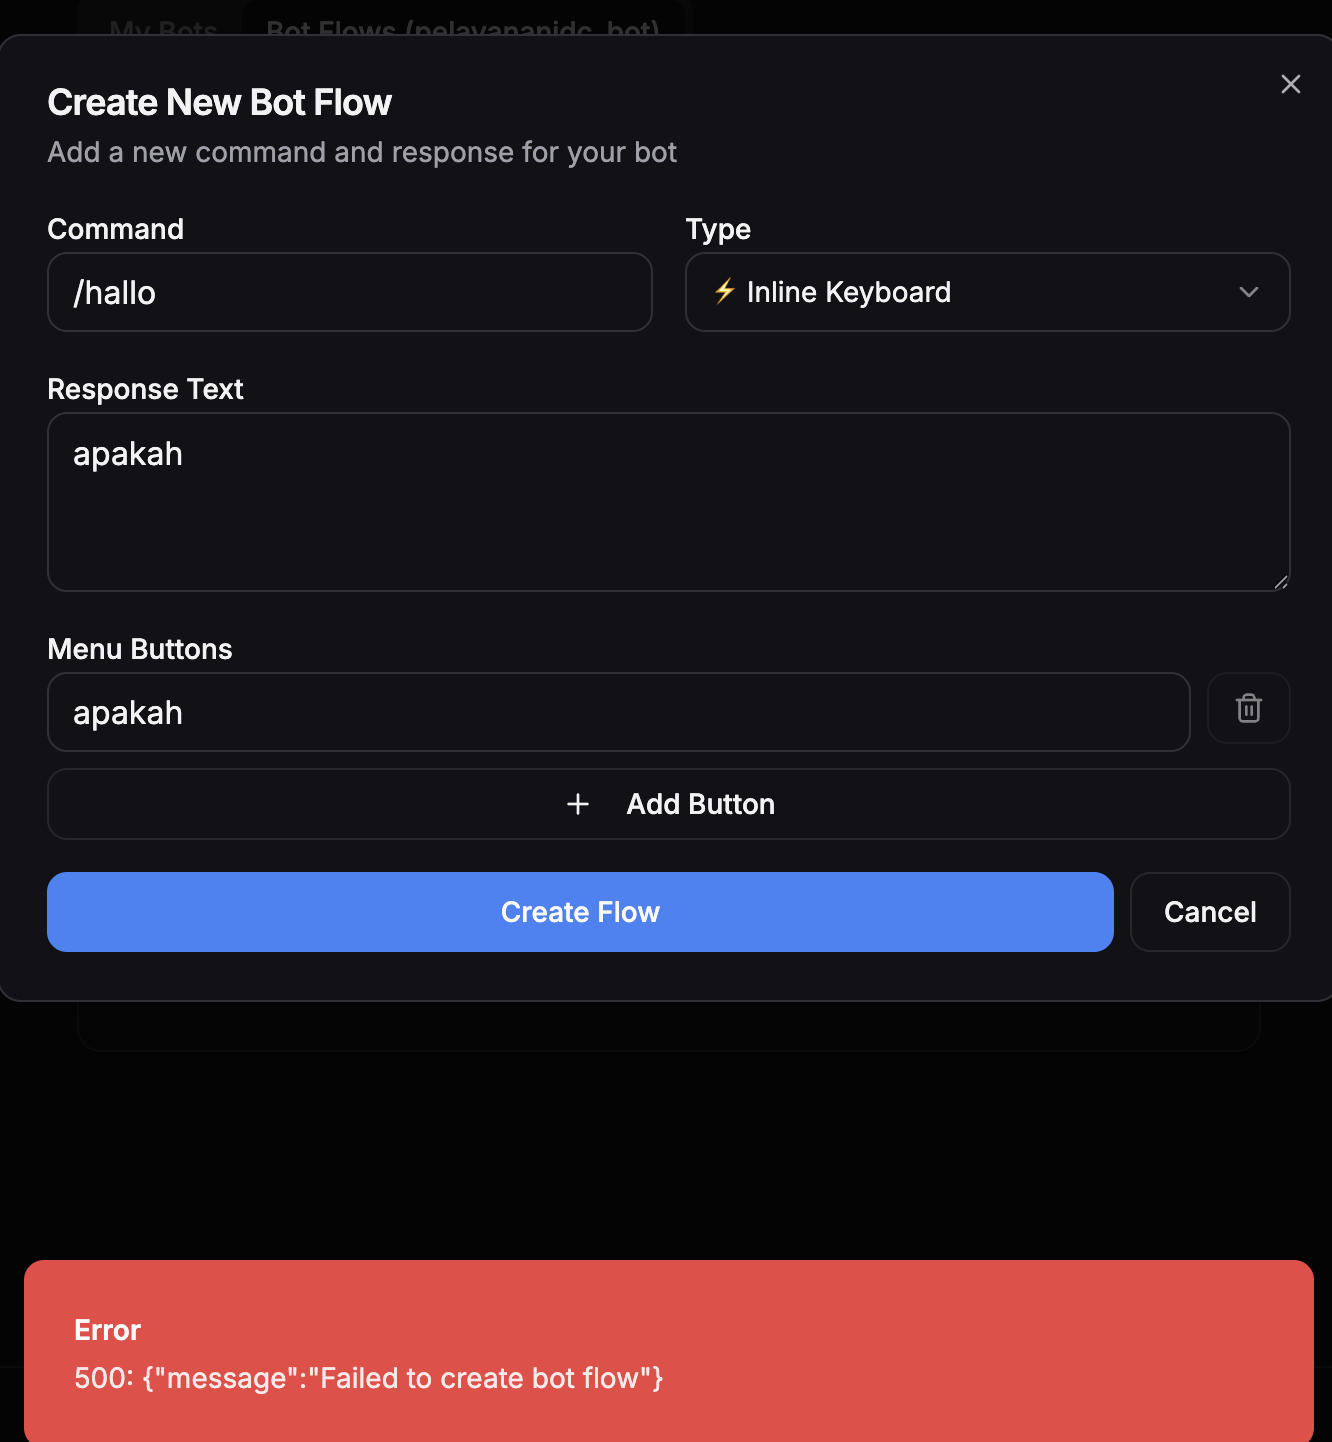 My Bots
Bot Flows (pelayananidc_bot)
Create New Bot Flow
Add a new command and response for your bot
Command
Type
/hallo
⚡ Inline Keyboard
Response Text
apakah
Menu Buttons
apakah
+ Add Button
Create Flow
Cancel
Error
500: {"message":"Failed to create bot flow"}